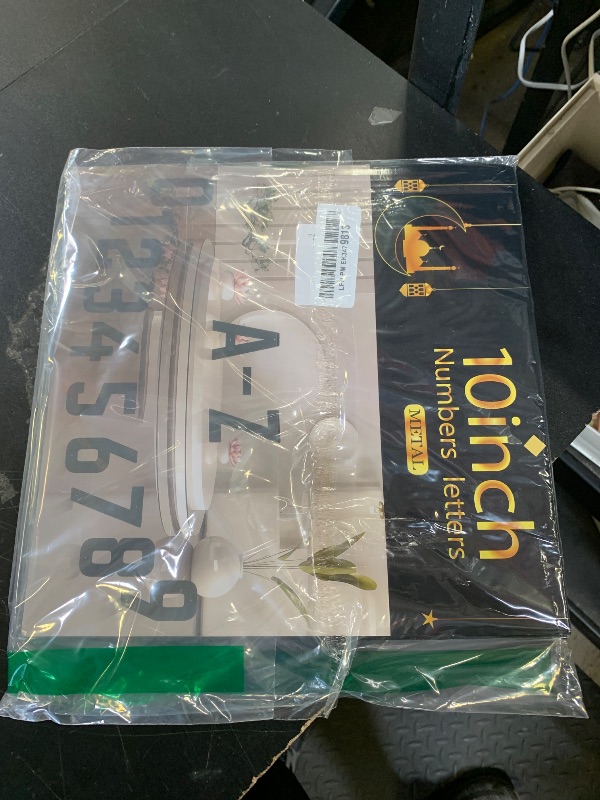 10inch
Numbers letters
METAL
A-Z
0123456789